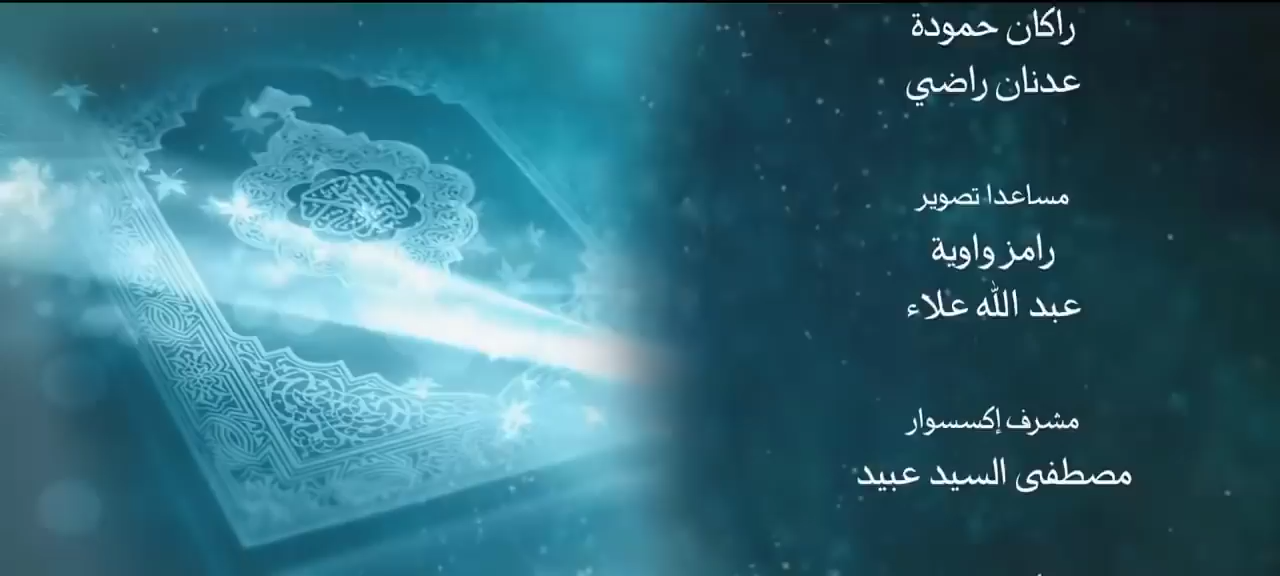 راكان حمودة
عدنان راضي
مساعدا تصوير
رامز واوية
عبد الله علاء
مشرف إكسسوار
مصطفى السيد عبيد